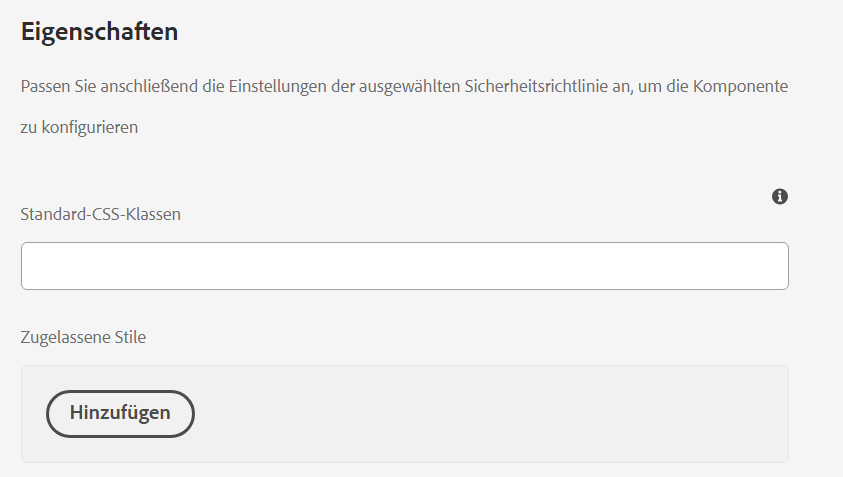 Eigenschaften
Passen Sie anschließend die Einstellungen der ausgewählten Sicherheitsrichtlinie an, um die Komponente
zu konfigurieren
Standard-CSS-Klassen
Zugelassene Stile
Hinzufügen